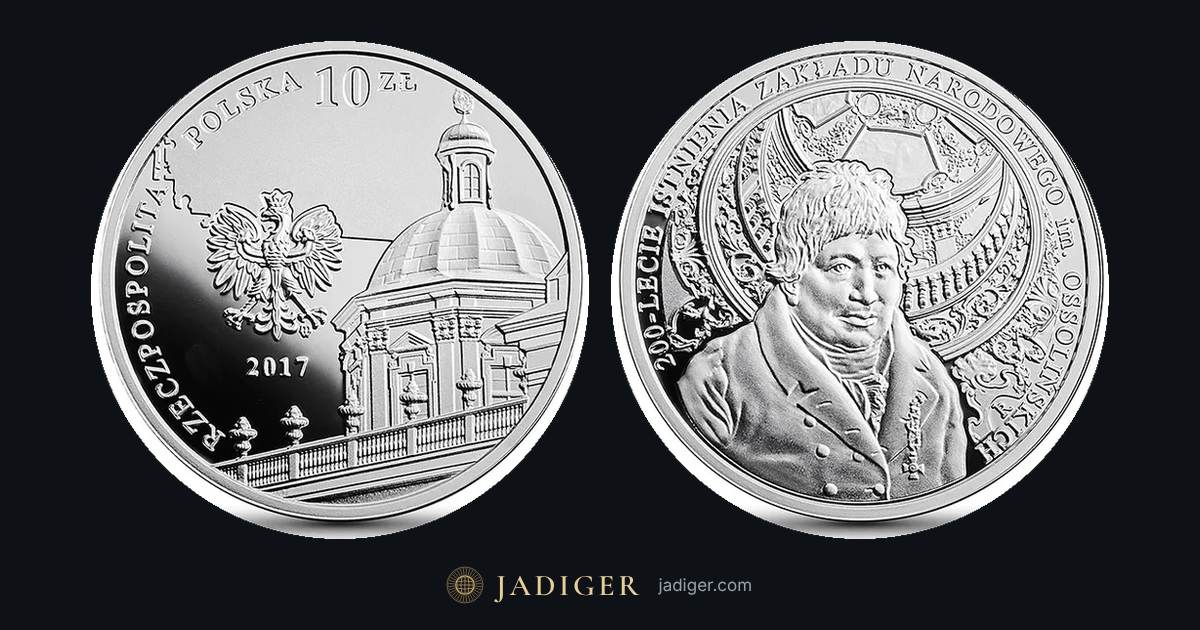 RZECZPOSPOLITA POLSKA 10 ZŁ
2017
200-LECIE ISTNIENIA ZAKŁADU NARODOWEGO im. OSSOLIŃSKICH
JADIGER jadiger.com